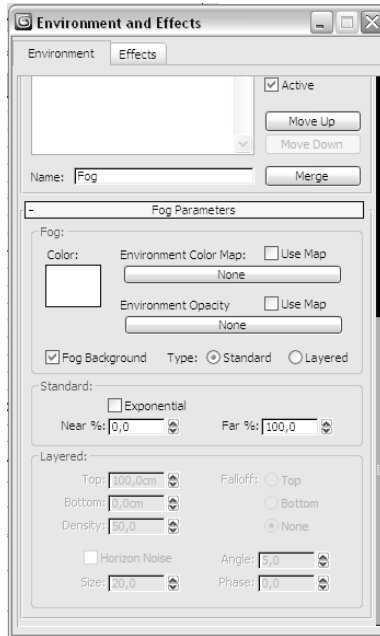 Environment and Effects
Environment Effects
Active
Move Up
Move Down
Name: Fog Merge
- Fog Parameters
Fog:
Color: Environment Color Map: Use Map
None
Environment Opacity Use Map
None
Fog Background Type: Standard Layered
Standard:
Exponential
Near %: 0,0 Far %: 100,0
Layered:
Top: 100,0cm Falloff: Top
Bottom: 0,0cm Bottom
Density: 50,0 None
Horizon Noise Angle: 5,0
Size: 20,0 Phase: 0,0